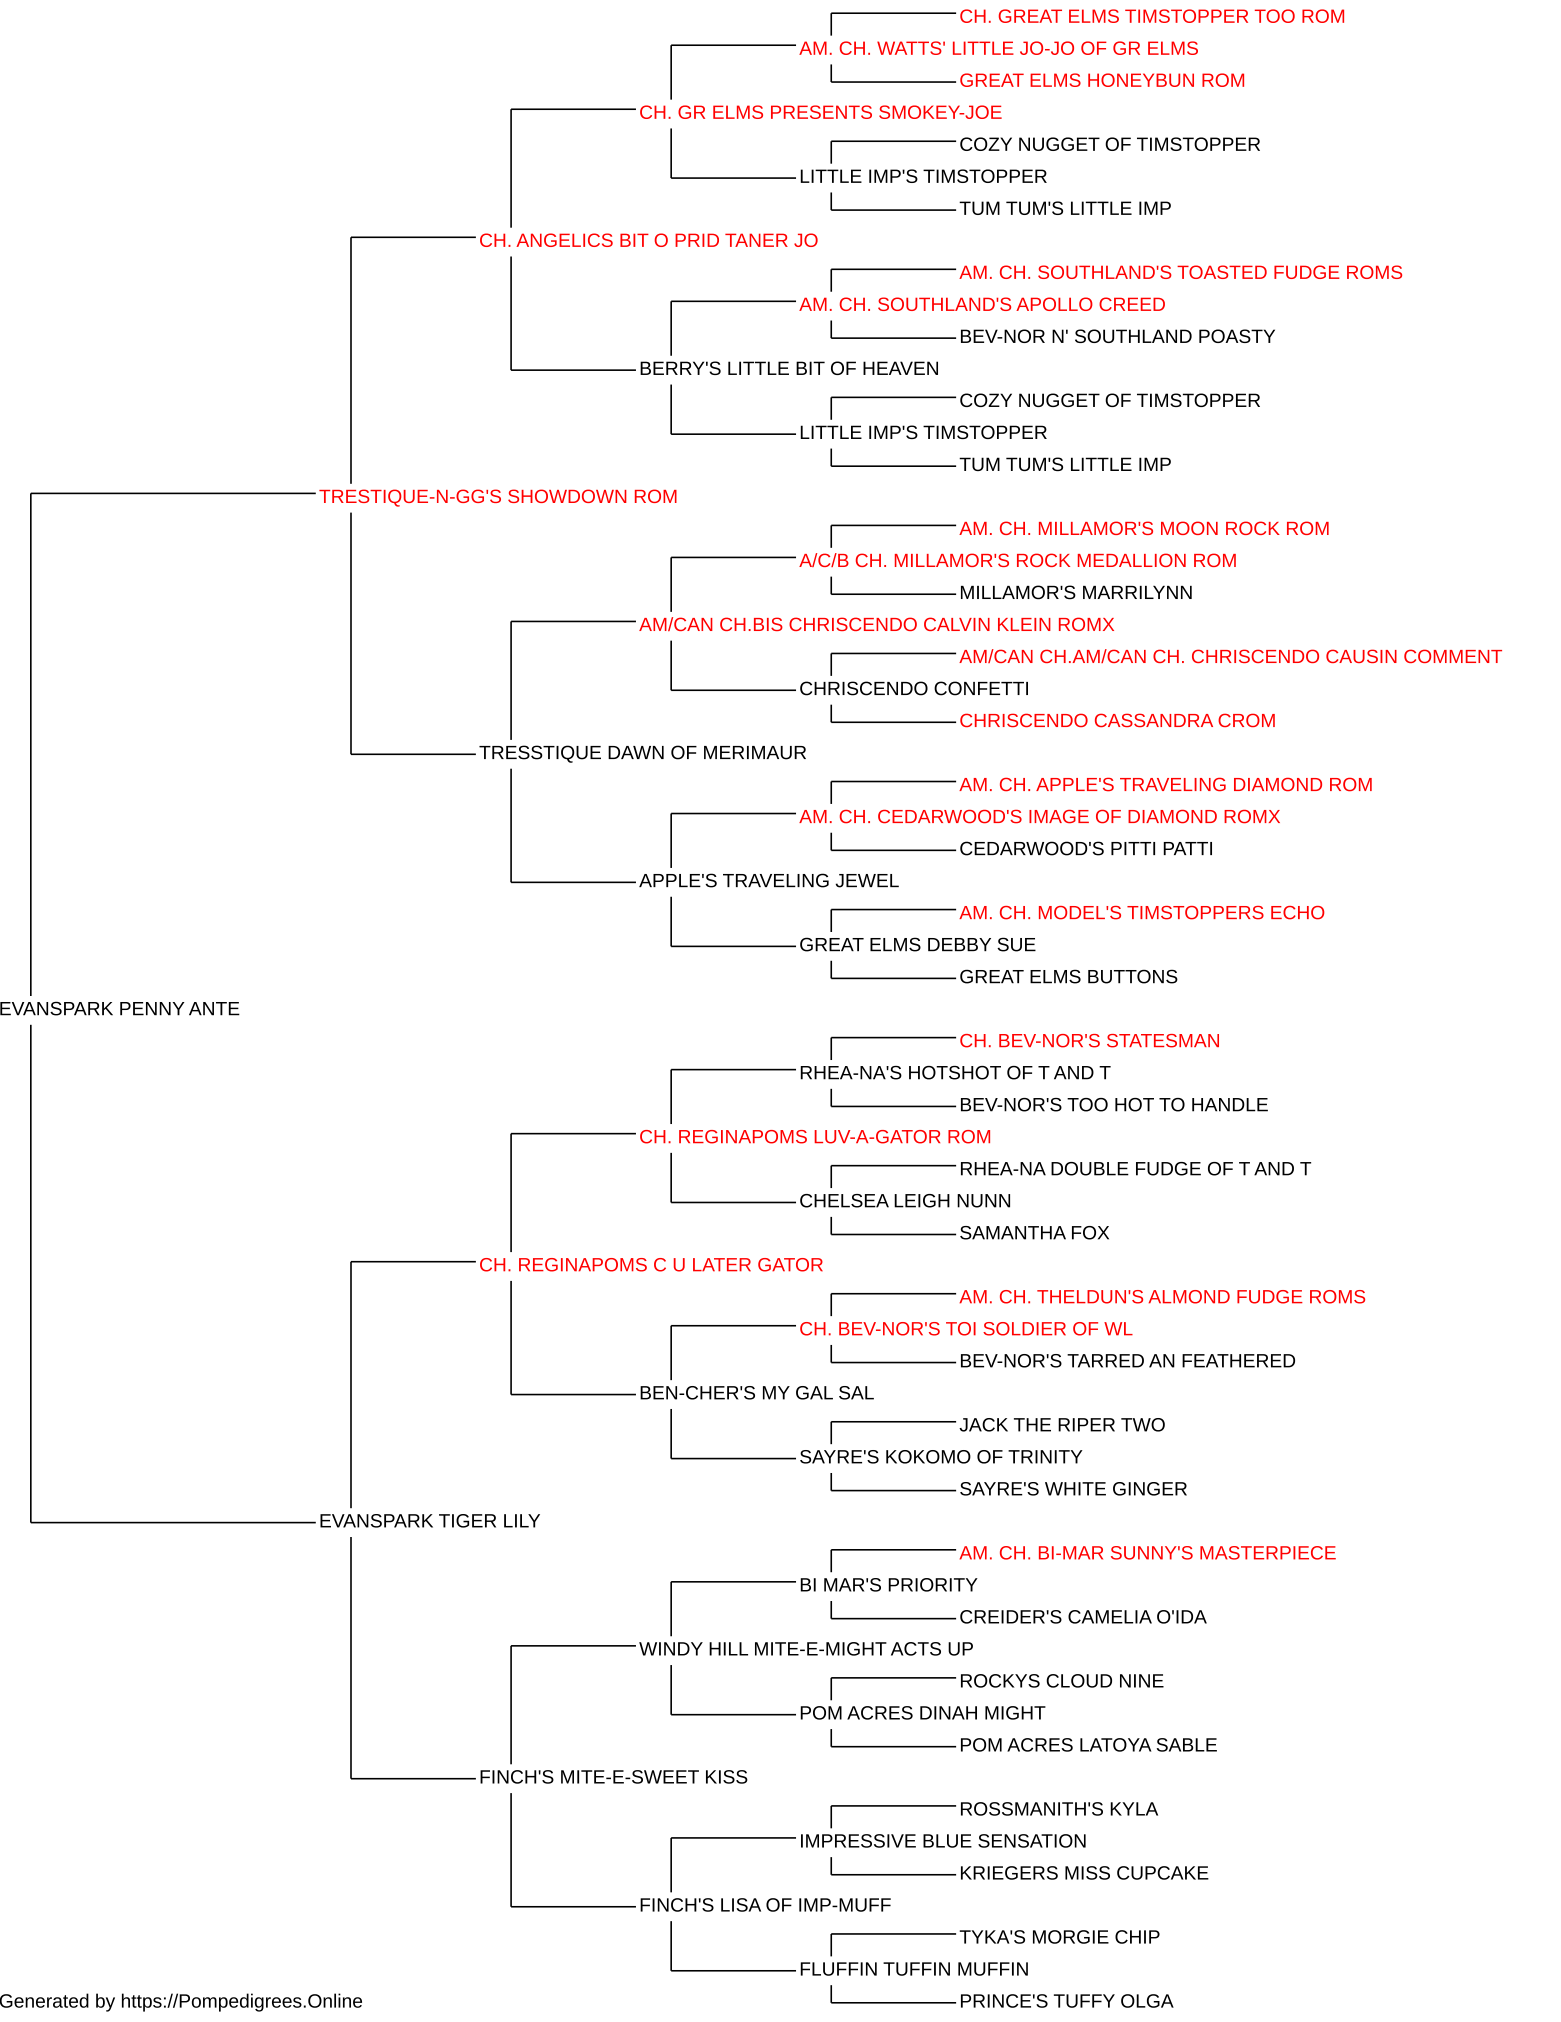 CH. GREAT ELMS TIMSTOPPER TOO ROM
AM. CH. WATTS' LITTLE JO-JO OF GR ELMS
GREAT ELMS HONEYBUN ROM
CH. GR ELMS PRESENTS SMOKEY-JOE
COZY NUGGET OF TIMSTOPPER
LITTLE IMP'S TIMSTOPPER
TUM TUM'S LITTLE IMP
CH. ANGELICS BIT O PRID TANER JO
AM. CH. SOUTHLAND'S TOASTED FUDGE ROMS
AM. CH. SOUTHLAND'S APOLLO CREED
BEV-NOR N' SOUTHLAND POASTY
BERRY'S LITTLE BIT OF HEAVEN
COZY NUGGET OF TIMSTOPPER
LITTLE IMP'S TIMSTOPPER
TUM TUM'S LITTLE IMP
TRESTIQUE-N-GG'S SHOWDOWN ROM
AM. CH. MILLAMOR'S MOON ROCK ROM
A/C/B CH. MILLAMOR'S ROCK MEDALLION ROM
MILLAMOR'S MARRILYNN
AM/CAN CH.BIS CHRISCENDO CALVIN KLEIN ROMX
AM/CAN CH.AM/CAN CH. CHRISCENDO CAUSIN COMMENT
CHRISCENDO CONFETTI
CHRISCENDO CASSANDRA CROM
TRESSTIQUE DAWN OF MERIMAUR
AM. CH. APPLE'S TRAVELING DIAMOND ROM
AM. CH. CEDARWOOD'S IMAGE OF DIAMOND ROMX
CEDARWOOD'S PITTI PATTI
APPLE'S TRAVELING JEWEL
AM. CH. MODEL'S TIMSTOPPERS ECHO
GREAT ELMS DEBBY SUE
GREAT ELMS BUTTONS
EVANSPARK PENNY ANTE
CH. BEV-NOR'S STATESMAN
RHEA-NA'S HOTSHOT OF T AND T
BEV-NOR'S TOO HOT TO HANDLE
CH. REGINAPOMS LUV-A-GATOR ROM
RHEA-NA DOUBLE FUDGE OF T AND T
CHELSEA LEIGH NUNN
SAMANTHA FOX
CH. REGINAPOMS C U LATER GATOR
AM. CH. THELDUN'S ALMOND FUDGE ROMS
CH. BEV-NOR'S TOI SOLDIER OF WL
BEV-NOR'S TARRED AN FEATHERED
BEN-CHER'S MY GAL SAL
JACK THE RIPER TWO
SAYRE'S KOKOMO OF TRINITY
SAYRE'S WHITE GINGER
EVANSPARK TIGER LILY
AM. CH. BI-MAR SUNNY'S MASTERPIECE
BI MAR'S PRIORITY
CREIDER'S CAMELIA O'IDA
WINDY HILL MITE-E-MIGHT ACTS UP
ROCKYS CLOUD NINE
POM ACRES DINAH MIGHT
POM ACRES LATOYA SABLE
FINCH'S MITE-E-SWEET KISS
ROSSMANITH'S KYLA
IMPRESSIVE BLUE SENSATION
KRIEGERS MISS CUPCAKE
FINCH'S LISA OF IMP-MUFF
TYKA'S MORGIE CHIP
FLUFFIN TUFFIN MUFFIN
PRINCE'S TUFFY OLGA
Generated by https://Pompedigrees.Online